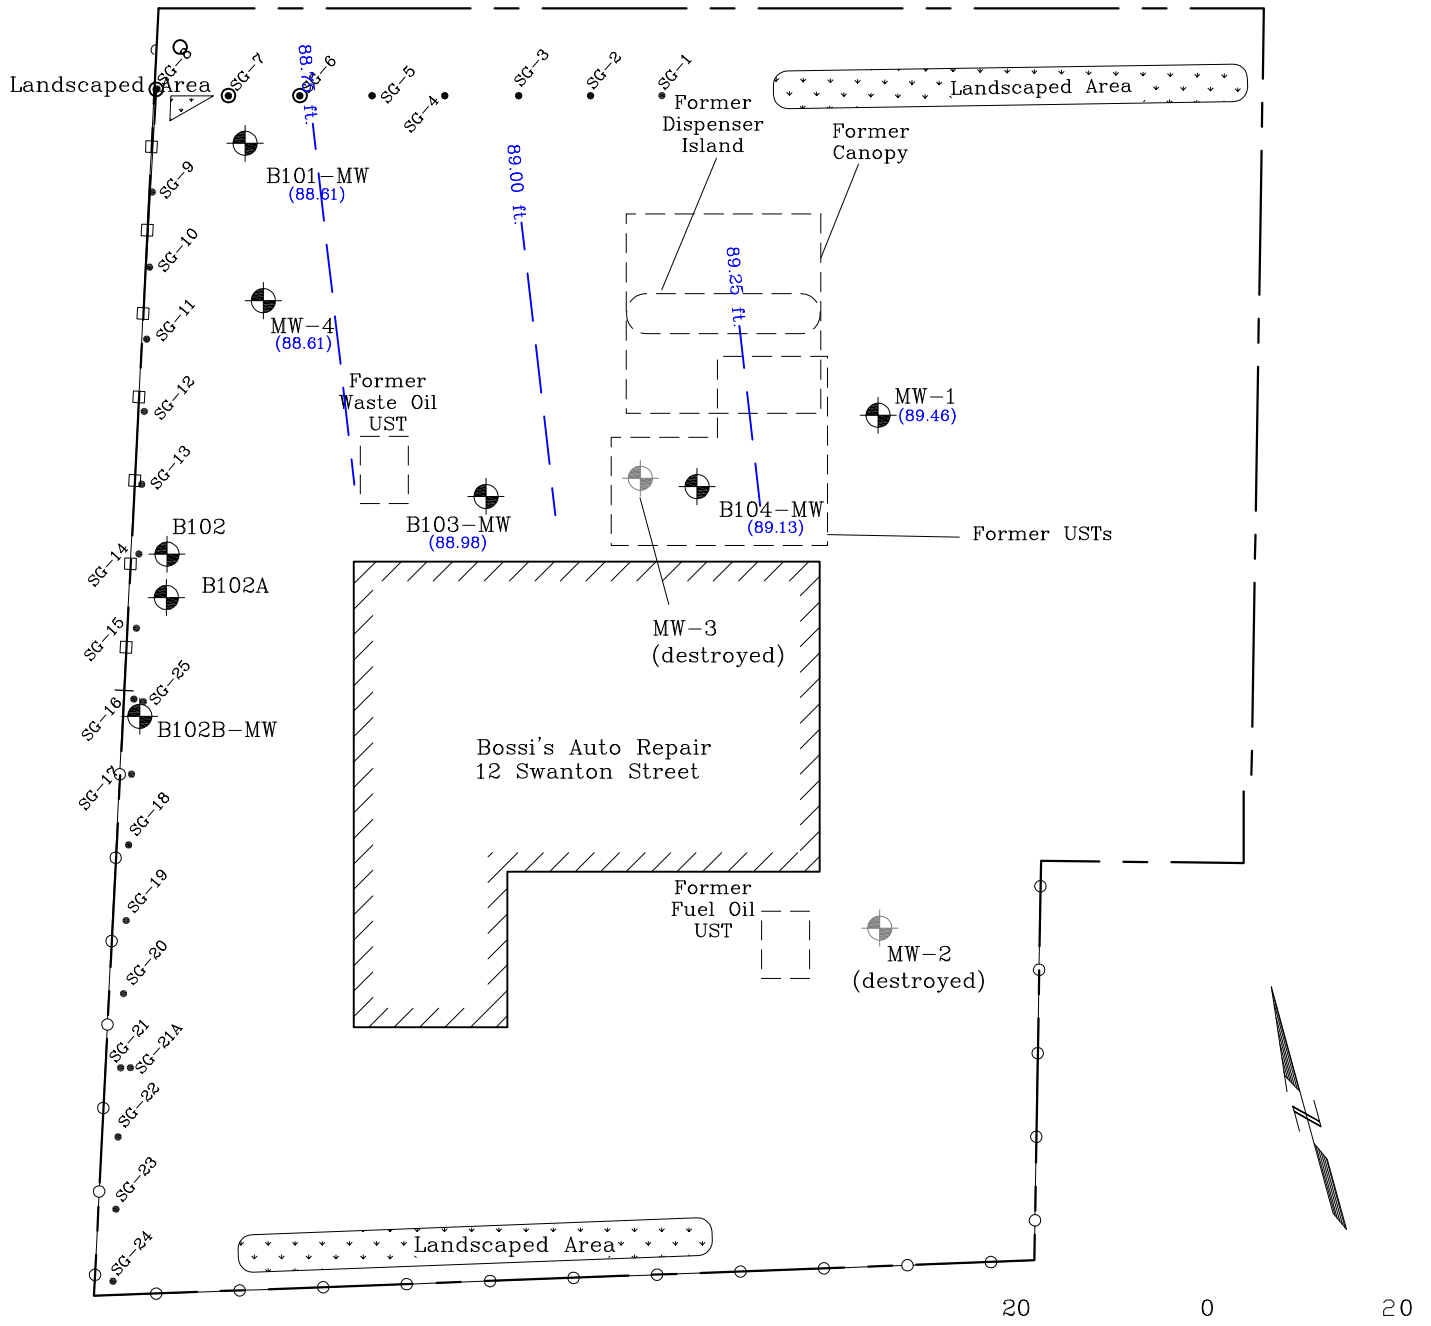 SG-8
SG-7
SG-6
SG-5
SG-4
SG-3
SG-2
SG-1
Landscaped Area
Landscaped Area
88.75 ft.
Former
Dispenser
Island
Former
Canopy
B101-MW
(88.61)
89.00 ft.
SG-9
SG-10
89.25 ft.
SG-11
MW-4
(88.61)
SG-12
Former
Waste Oil
UST
MW-1
(89.46)
SG-13
B103-MW
(88.98)
B104-MW
(89.13)
Former USTs
B102
SG-14
B102A
SG-15
MW-3
(destroyed)
SG-25
SG-16
B102B-MW
Bossi's Auto Repair
12 Swanton Street
SG-17
SG-18
SG-19
Former
Fuel Oil
UST
SG-20
MW-2
(destroyed)
SG-21
SG-21A
SG-22
N
SG-23
SG-24
Landscaped Area
20 0 20